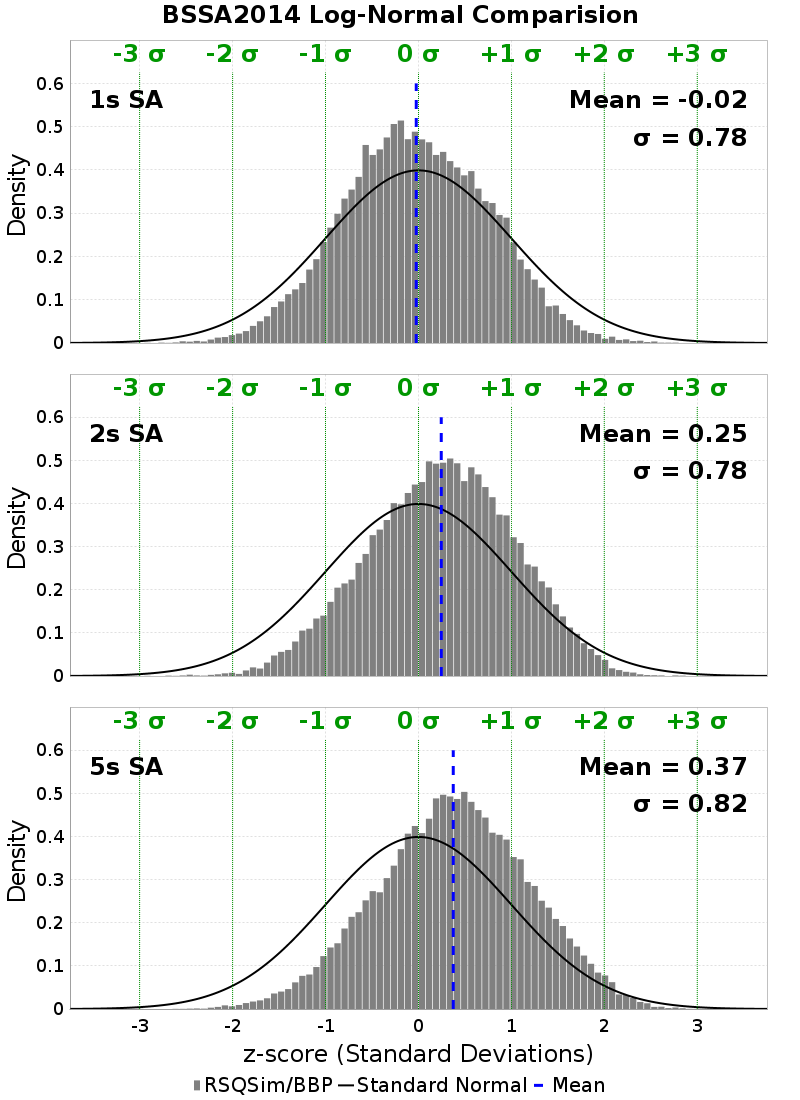 BSSA2014 Log-Normal Comparision
-3 σ -2 σ -1 σ 0 σ +1 σ +2 σ +3 σ
0.6
1s SA Mean = -0.02
0.5
σ = 0.78
0.4
0.3
0.2
0.1
0
Density
-3 σ -2 σ -1 σ 0 σ +1 σ +2 σ +3 σ
0.6
2s SA Mean = 0.25
0.5
σ = 0.78
0.4
0.3
0.2
0.1
0
Density
-3 σ -2 σ -1 σ 0 σ +1 σ +2 σ +3 σ
0.6
5s SA Mean = 0.37
0.5
σ = 0.82
0.4
0.3
0.2
0.1
0
Density
-3 -2 -1 0 1 2 3
z-score (Standard Deviations)
RSQSim/BBP Standard Normal Mean